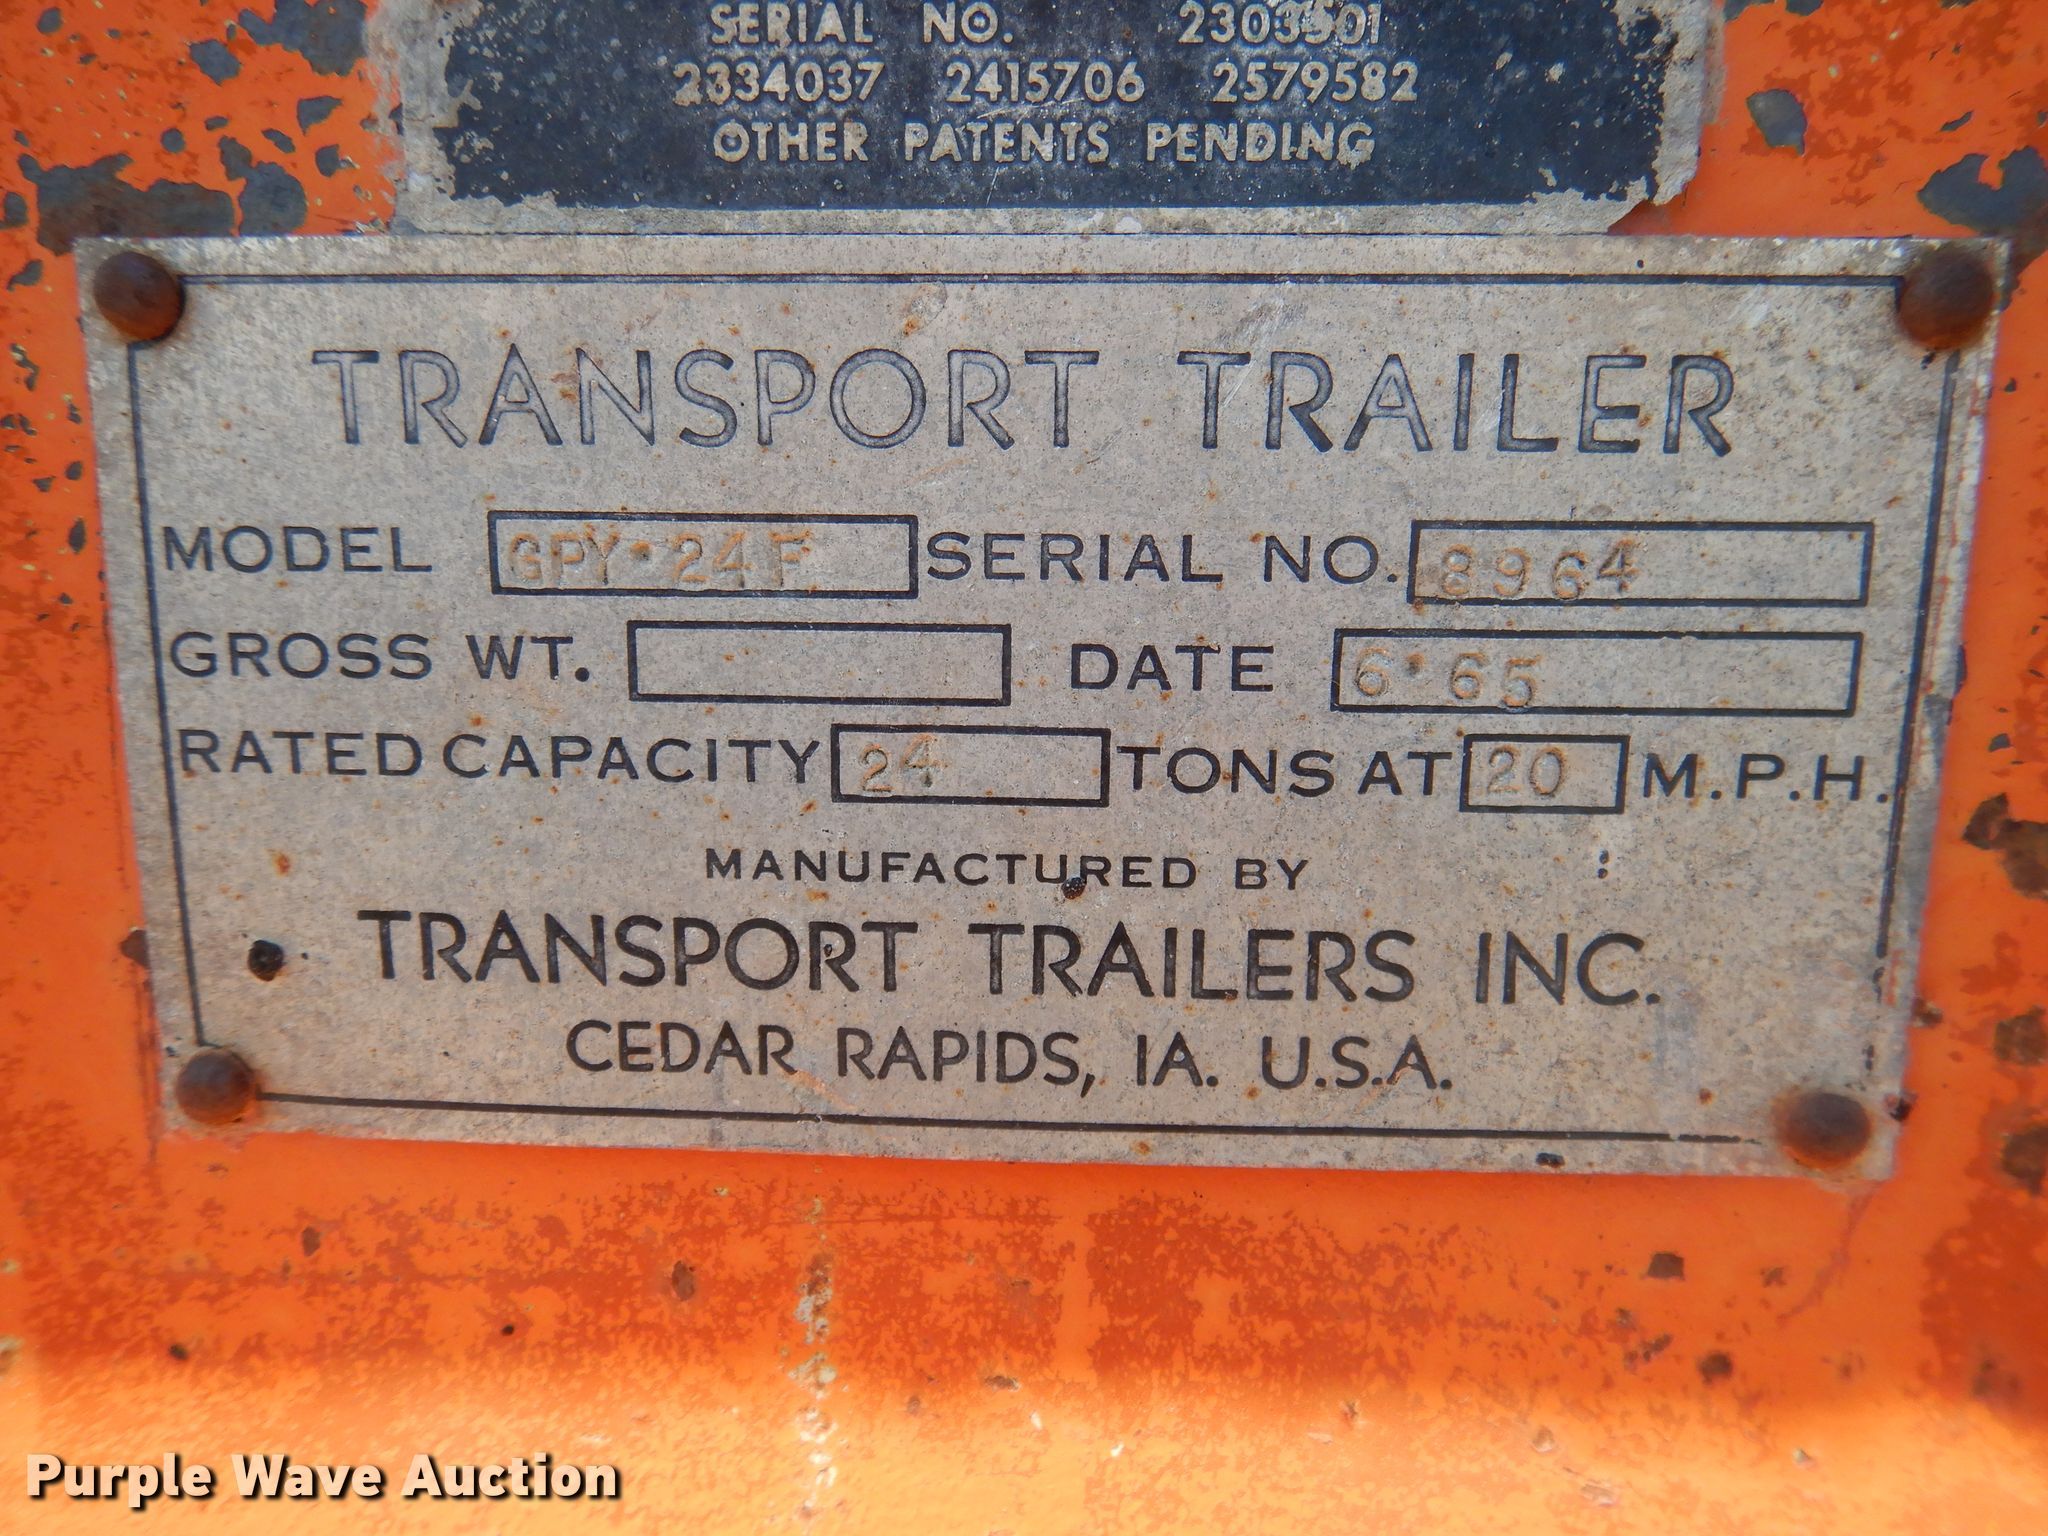 SERIAL NO. 2303501
2334037 2415706 2579582
OTHER PATENTS PENDING
TRANSPORT TRAILER
MODEL GPY·24F SERIAL NO. 8964
GROSS WT. DATE 6·65
RATED CAPACITY 24 TONS AT 20 M.P.H.
MANUFACTURED BY
TRANSPORT TRAILERS INC.
CEDAR RAPIDS, IA. U.S.A.
Purple Wave Auction